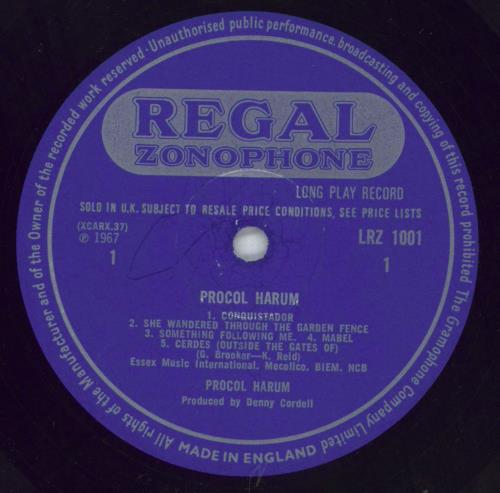 All rights of the Manufacturer and of the Owner of the recorded work reserved-Unauthorised public performance, broadcasting and copying of this record prohibited The Gramophone Company Limited
REGAL
ZONOPHONE
LONG PLAY RECORD
SOLD IN U.K. SUBJECT TO RESALE PRICE CONDITIONS, SEE PRICE LISTS
(XCARX.37)
℗ 1967
LRZ 1001
1
1
PROCOL HARUM
1. CONQUISTADOR
2. SHE WANDERED THROUGH THE GARDEN FENCE
3. SOMETHING FOLLOWING ME. 4. MABEL
5. CERDES (OUTSIDE THE GATES OF)
(G. Brooker—K. Reid)
Essex Music International. Mecolico. BIEM. NCB
PROCOL HARUM
Produced by Denny Cordell
MADE IN ENGLAND